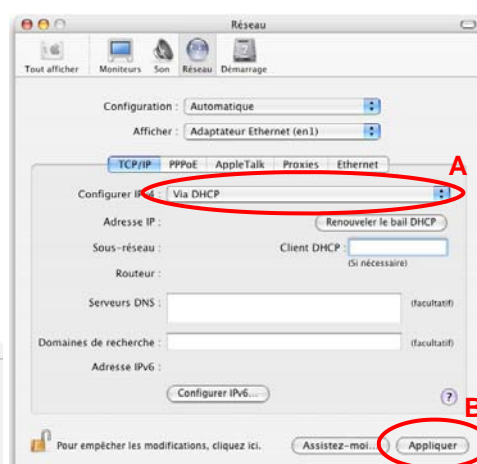 Réseau
Tout afficher Moniteurs Son Réseau Démarrage
Configuration : Automatique
Afficher : Adaptateur Ethernet (en1)
TCP/IP PPPoE AppleTalk Proxies Ethernet
A
Configurer IPv4 : Via DHCP
Adresse IP : Renouveler le bail DHCP
Sous-réseau : Client DHCP :
(Si nécessaire)
Routeur :
Serveurs DNS : (facultatif)
Domaines de recherche : (facultatif)
Adresse IPv6 :
Configurer IPv6... ?
B
Pour empêcher les modifications, cliquez ici. Assistez-moi... Appliquer